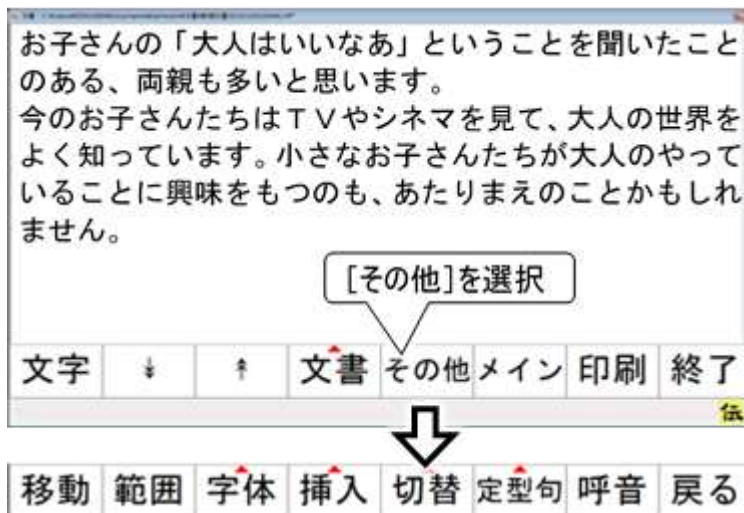 お子さんの「大人はいいなあ」ということを聞いたこと
のある、両親も多いと思います。
今のお子さんたちはＴＶやシネマを見て、大人の世界を
よく知っています。小さなお子さんたちが大人のやって
いることに興味をもつのも、あたりまえのことかもしれ
ません。
[その他]を選択
文字 ↡ ↟ 文書 その他 メイン 印刷 終了
伝
移動 範囲 字体 挿入 切替 定型句 呼音 戻る